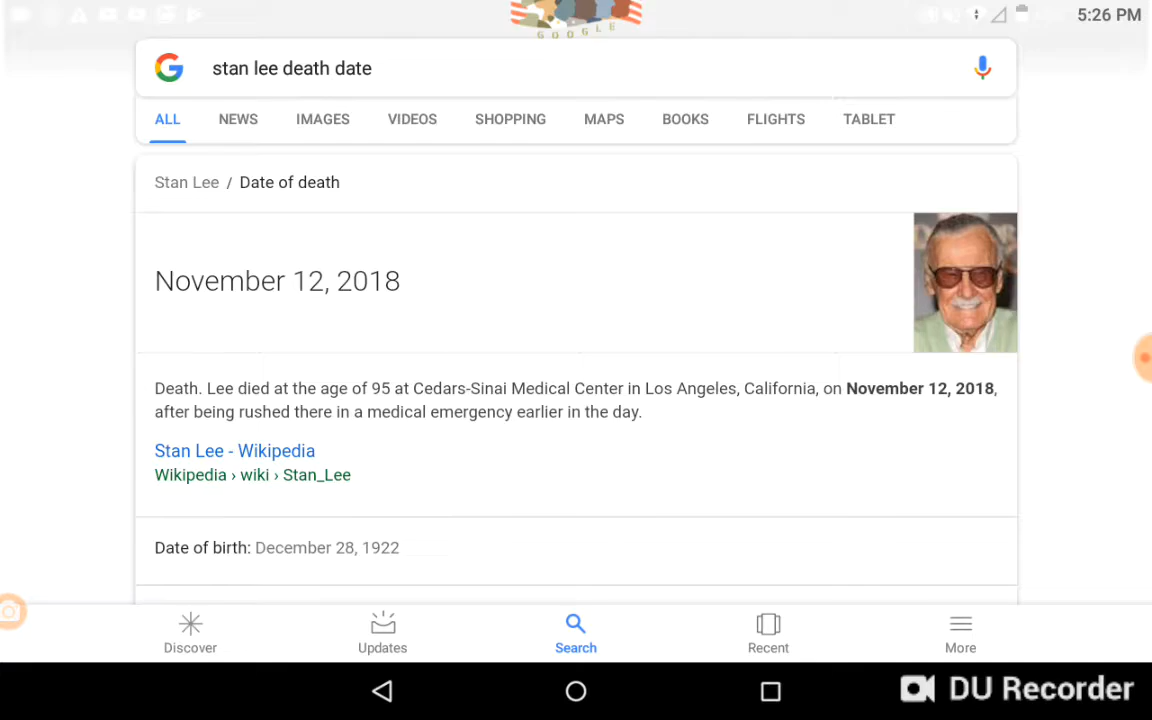 5:26 PM
GOOGLE
stan lee death date
ALL NEWS IMAGES VIDEOS SHOPPING MAPS BOOKS FLIGHTS TABLET
Stan Lee / Date of death
November 12, 2018
Death. Lee died at the age of 95 at Cedars-Sinai Medical Center in Los Angeles, California, on November 12, 2018,
after being rushed there in a medical emergency earlier in the day.
Stan Lee - Wikipedia
Wikipedia › wiki › Stan_Lee
Date of birth: December 28, 1922
Discover Updates Search Recent More
DU Recorder